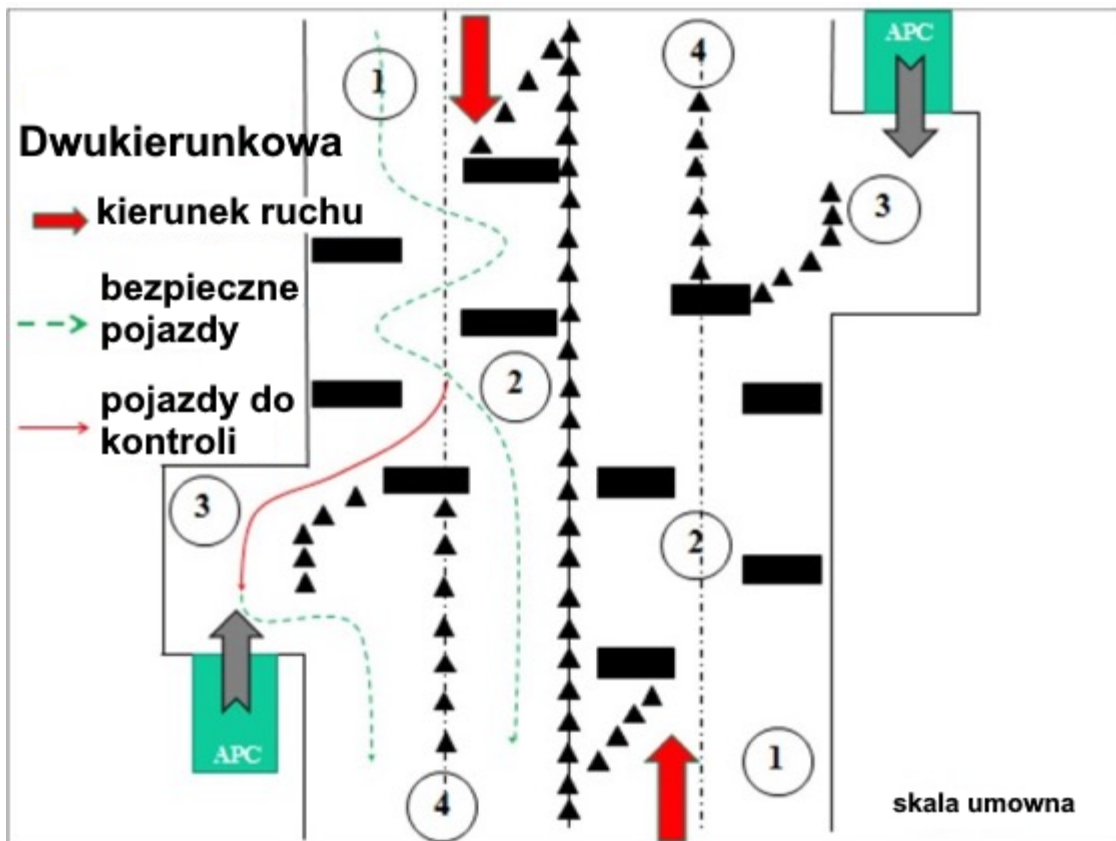 1
4
APC
Dwukierunkowa
kierunek ruchu
3
bezpieczne
pojazdy
2
pojazdy do
kontroli
3
2
APC
1
4
skala umowna